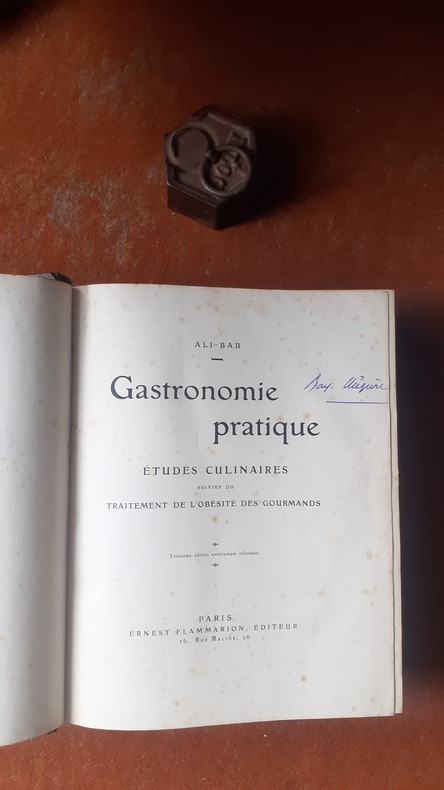 ALI-BAB
Gastronomie
pratique
ÉTUDES CULINAIRES
SUIVIES DU
TRAITEMENT DE L'OBÉSITÉ DES GOURMANDS
Troisième édition entièrement refondue.
PARIS
ERNEST FLAMMARION, ÉDITEUR
26, RUE RACINE, 26